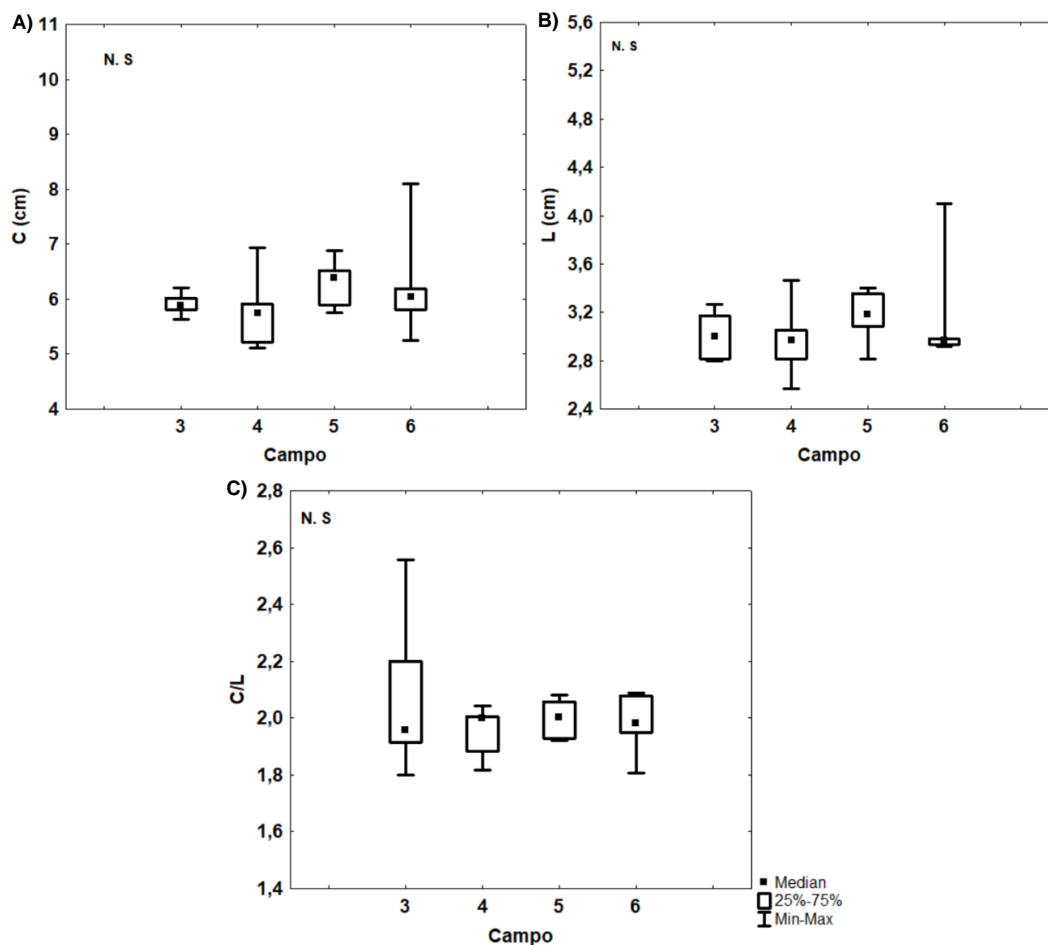 A)
N. S
11
10
9
8
7
6
5
4
C (cm)
3 4 5 6
Campo
B)
N. S
5,6
5,2
4,8
4,4
4,0
3,6
3,2
2,8
2,4
L (cm)
3 4 5 6
Campo
C)
N. S
2,8
2,6
2,4
2,2
2,0
1,8
1,6
1,4
C/L
3 4 5 6
Campo
Median
25%-75%
Min-Max